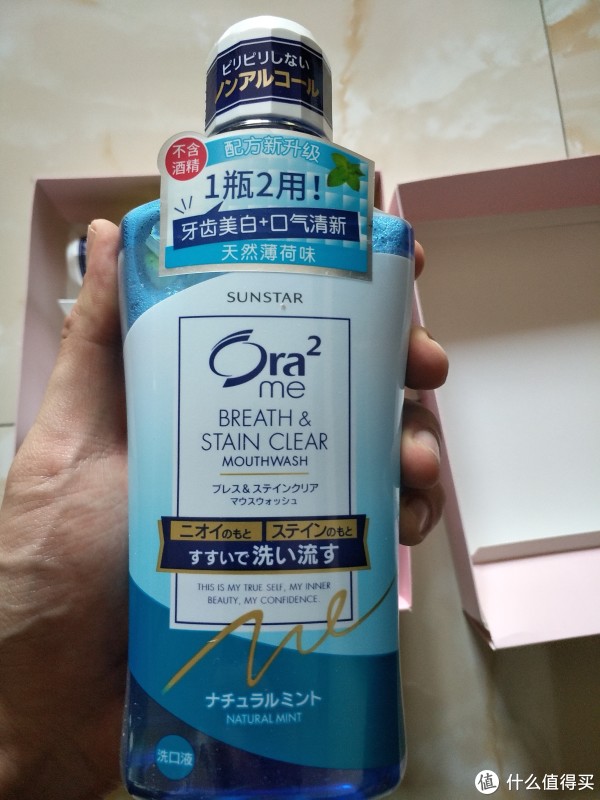 ピリピリしない
ノンアルコール
不含
酒精
配方新升级
1瓶2用!
牙齿美白+口气清新
天然薄荷味
SUNSTAR
Ora²
me
BREATH &
STAIN CLEAR
MOUTHWASH
ブレス&ステインクリア
マウスウォッシュ
ニオイのもと ステインのもと
すすいで洗い流す
THIS IS MY TRUE SELF, MY INNER
BEAUTY, MY CONFIDENCE.
me
ナチュラルミント
NATURAL MINT
洗口液
值 什么值得买